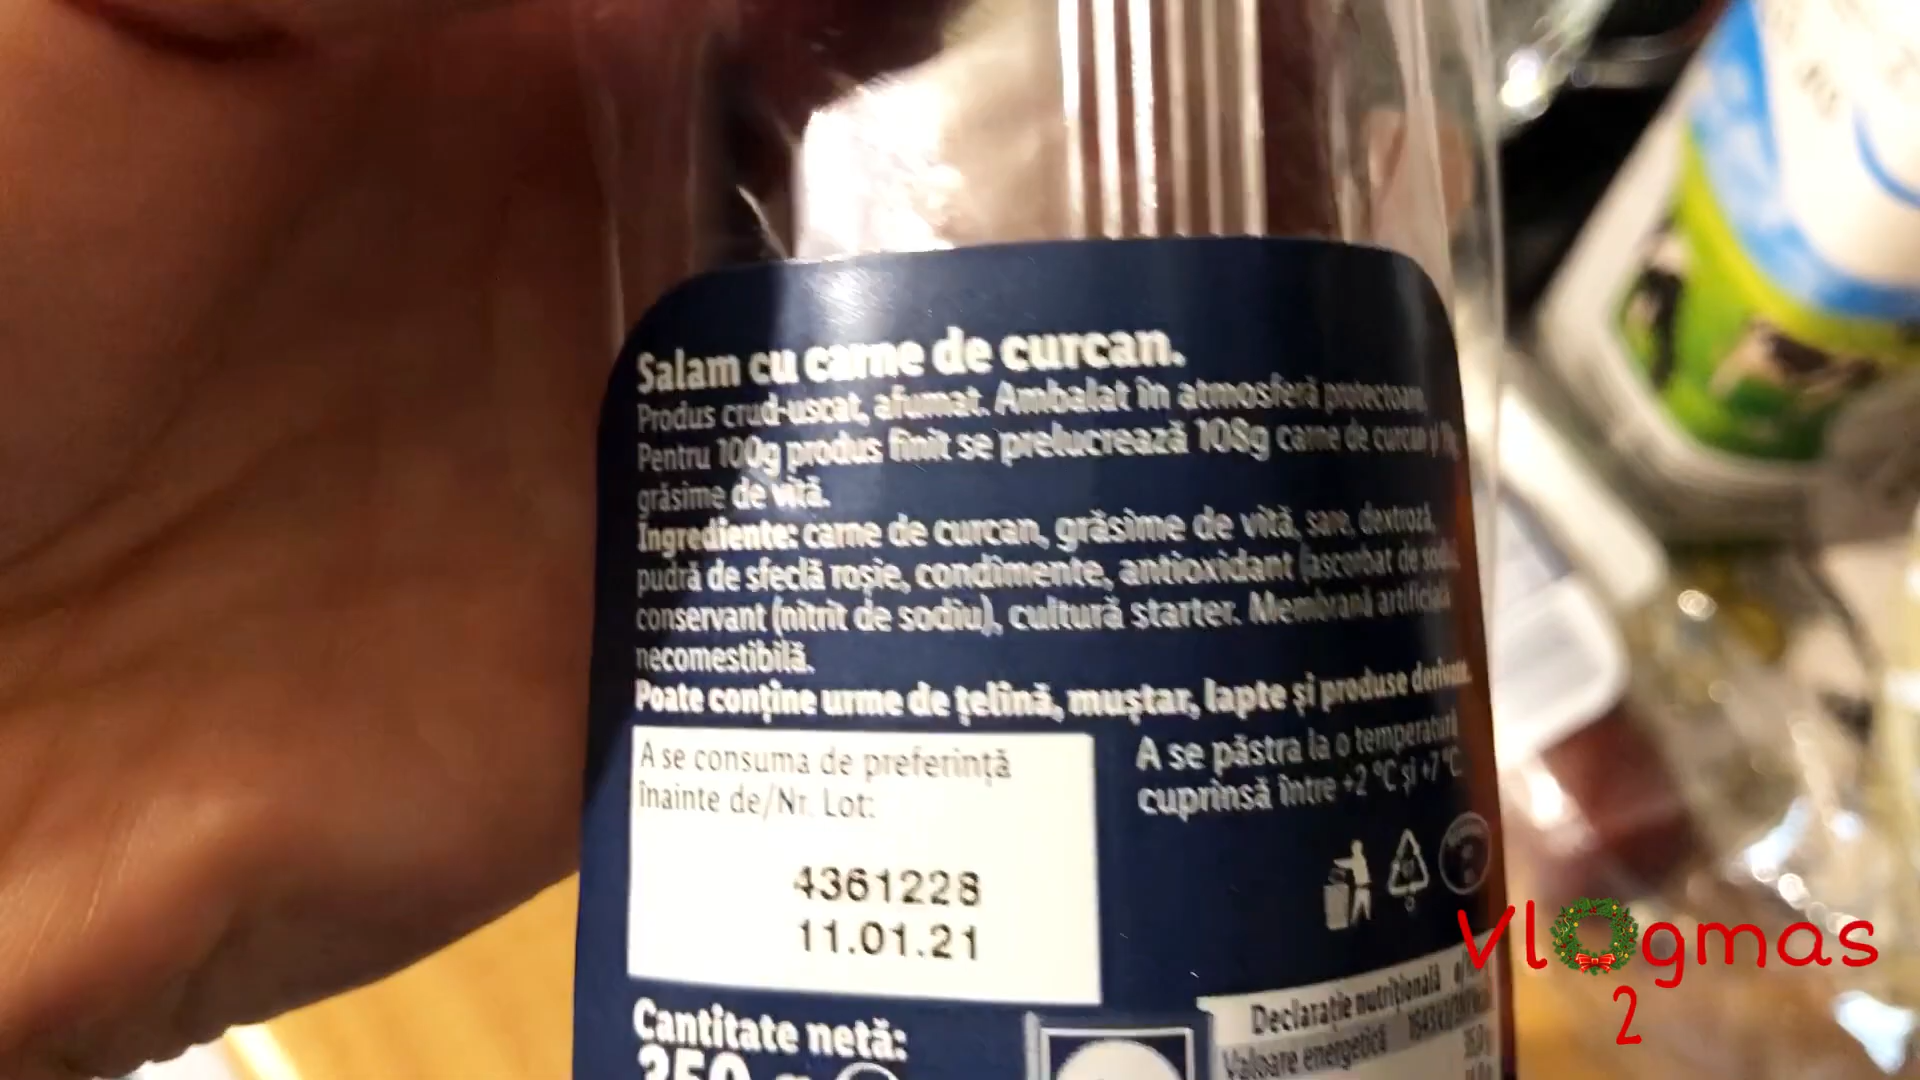 Salam cu carne de curcan.
Produs crud-uscat, afumat. Ambalat în atmosferă protectoare.
Pentru 100g produs finit se prelucrează 108g carne de curcan și
grăsime de vită.
Ingrediente: carne de curcan, grăsime de vită, sare, dextroză,
pudră de sfeclă roșie, condimente, antioxidant (ascorbat de
conservant (nitrit de sodiu), cultură starter. Membrană artificială
necomestibilă.
Poate conține urme de țelină, muștar, lapte și produse derivate.
A se consuma de preferință
înainte de/Nr. Lot:
4361228
11.01.21
A se păstra la o temperatură
cuprinsă între +2 °C și +7 °C
Cantitate netă:
350 g
Declarație nutrițională
Valoare energetică
Vlogmas
2